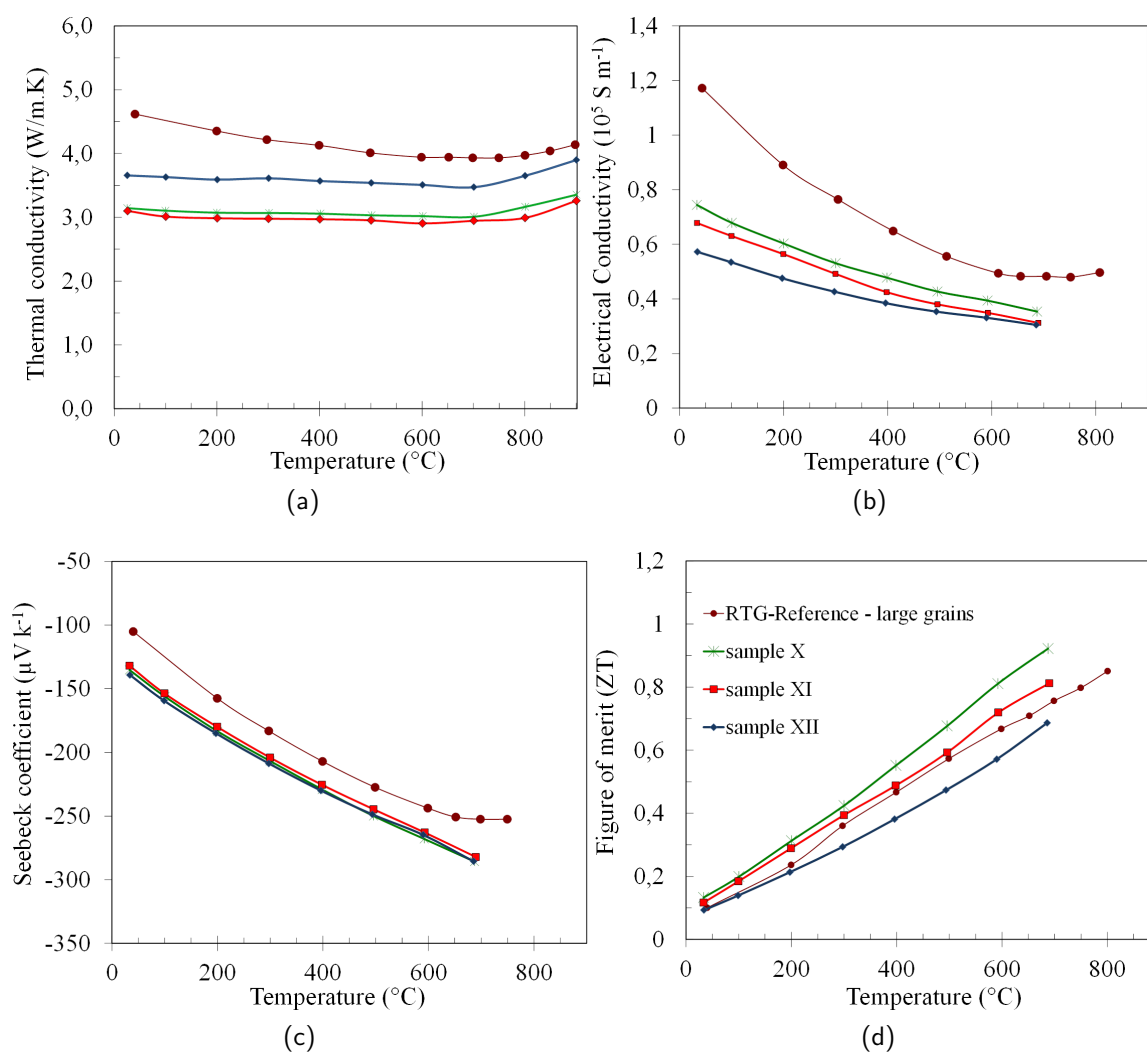 6,0
5,0
4,0
3,0
2,0
1,0
0,0
Thermal conductivity (W/m.K)
0 200 400 600 800
Temperature (°C)
(a)
1,4
1,2
1
0,8
0,6
0,4
0,2
0
Electrical Conductivity (10⁵ S m⁻¹)
0 200 400 600 800
Temperature (°C)
(b)
-50
-100
-150
-200
-250
-300
-350
Seebeck coefficient (µV k⁻¹)
0 200 400 600 800
Temperature (°C)
(c)
1,2
1
0,8
0,6
0,4
0,2
0
Figure of merit (ZT)
RTG-Reference - large grains
sample X
sample XI
sample XII
0 200 400 600 800
Temperature (°C)
(d)